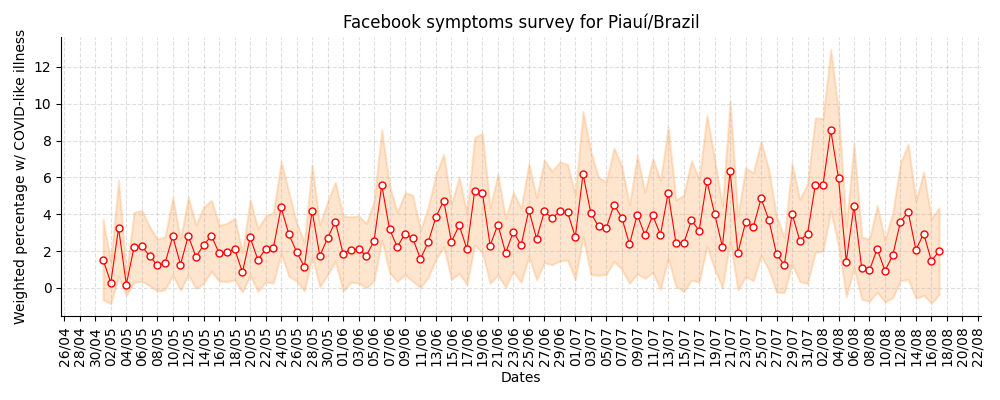 Facebook symptoms survey for Piauí/Brazil
Weighted percentage w/ COVID-like illness
12
10
8
6
4
2
0
26/04 28/04 30/04 02/05 04/05 06/05 08/05 10/05 12/05 14/05 16/05 18/05 20/05 22/05 24/05 26/05 28/05 30/05 01/06 03/06 05/06 07/06 09/06 11/06 13/06 15/06 17/06 19/06 21/06 23/06 25/06 27/06 29/06 01/07 03/07 05/07 07/07 09/07 11/07 13/07 15/07 17/07 19/07 21/07 23/07 25/07 27/07 29/07 31/07 02/08 04/08 06/08 08/08 10/08 12/08 14/08 16/08 18/08 20/08 22/08
Dates